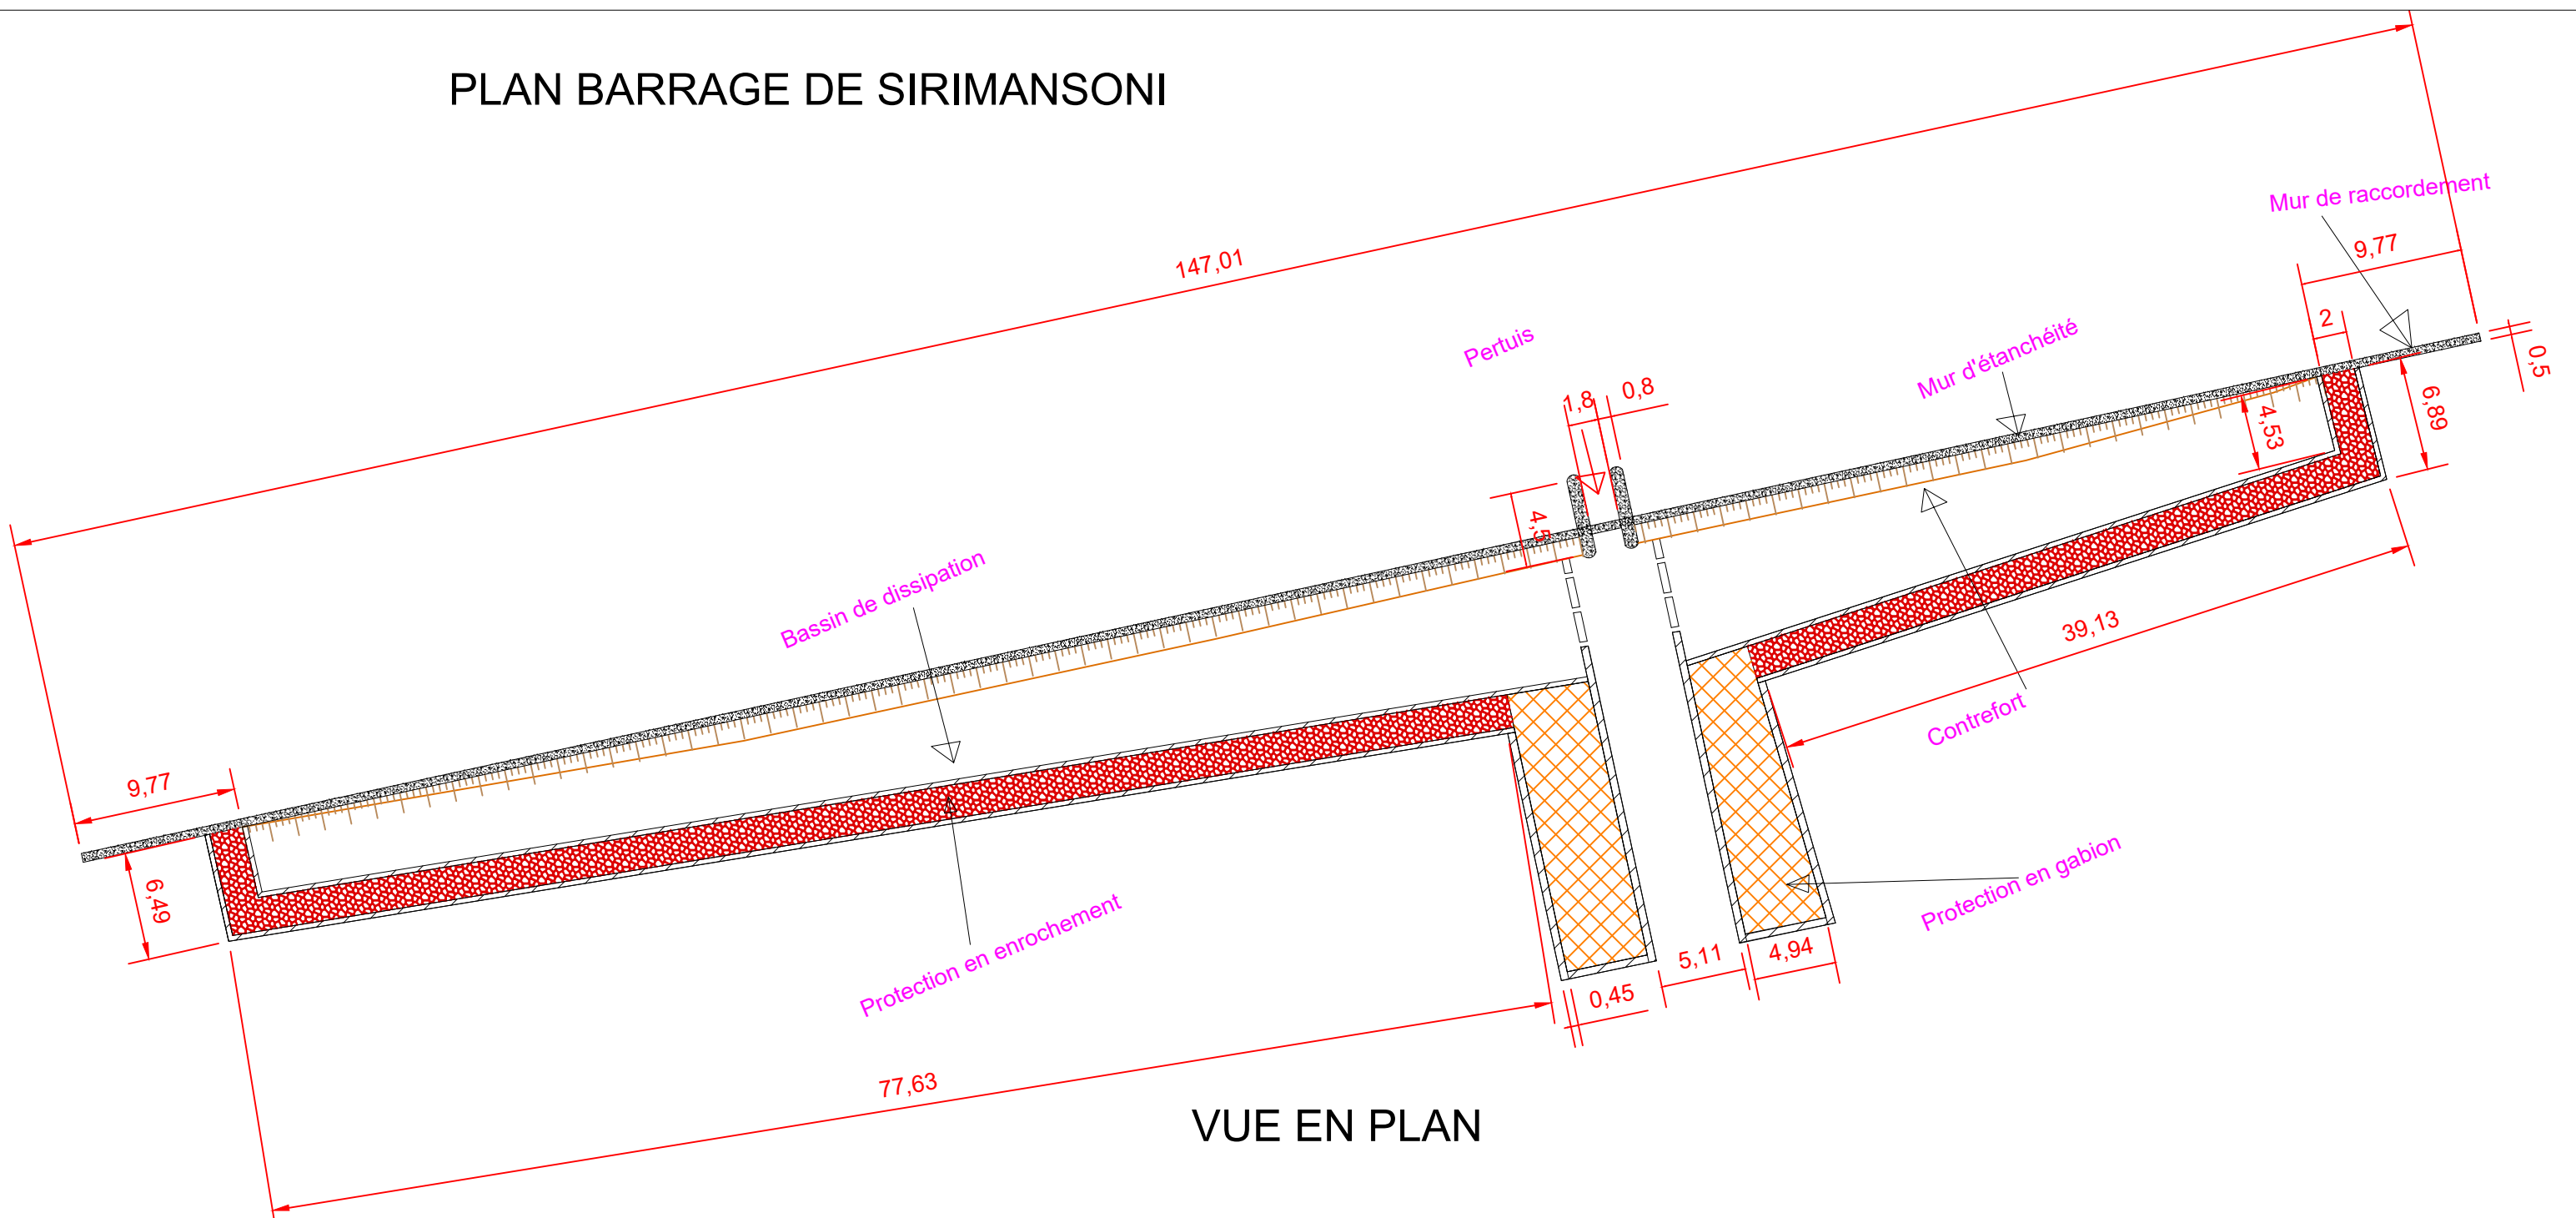 PLAN BARRAGE DE SIRIMANSONI
147,01
Mur de raccordement
9,77
2
0,5
Pertuis
1,8
0,8
Mur d'étanchéité
4,53
6,89
4,5
Bassin de dissipation
39,13
Contrefort
9,77
6,49
Protection en enrochement
Protection en gabion
5,11
4,94
0,45
77,63
VUE EN PLAN